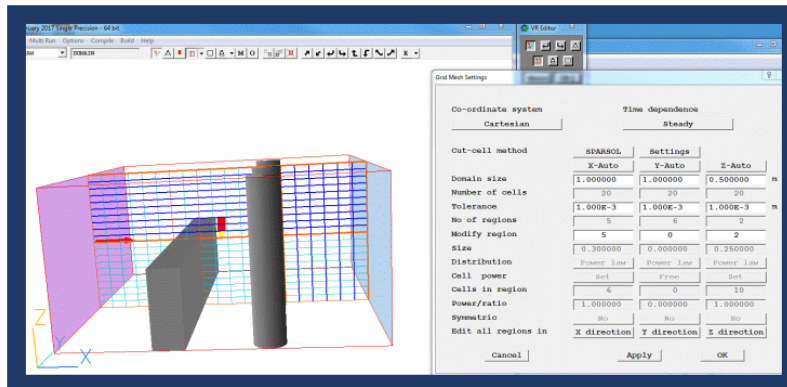 uary 2017 Single Precision - 64 bit
Multi Run Options Compile Build Help
DOMAIN
M O
R
VR Editor
Grid Mesh Settings
Co-ordinate system Time dependence
Cartesian Steady
Cut-cell method SPARSOL Settings
X-Auto Y-Auto Z-Auto
Domain size 1.000000 1.000000 0.500000 m
Number of cells 20 20 20
Tolerance 1.000E-3 1.000E-3 1.000E-3 m
No of regions 5 6 2
Modify region 5 0 2
Size 0.300000 0.000000 0.250000
Distribution Power law Power law Power law
Cell power Set Free Set
Cells in region 6 0 10
Power/ratio 1.000000 0.000000 1.000000
Symmetric No No No
Edit all regions in X direction Y direction Z direction
Cancel Apply OK
Z
Y
X